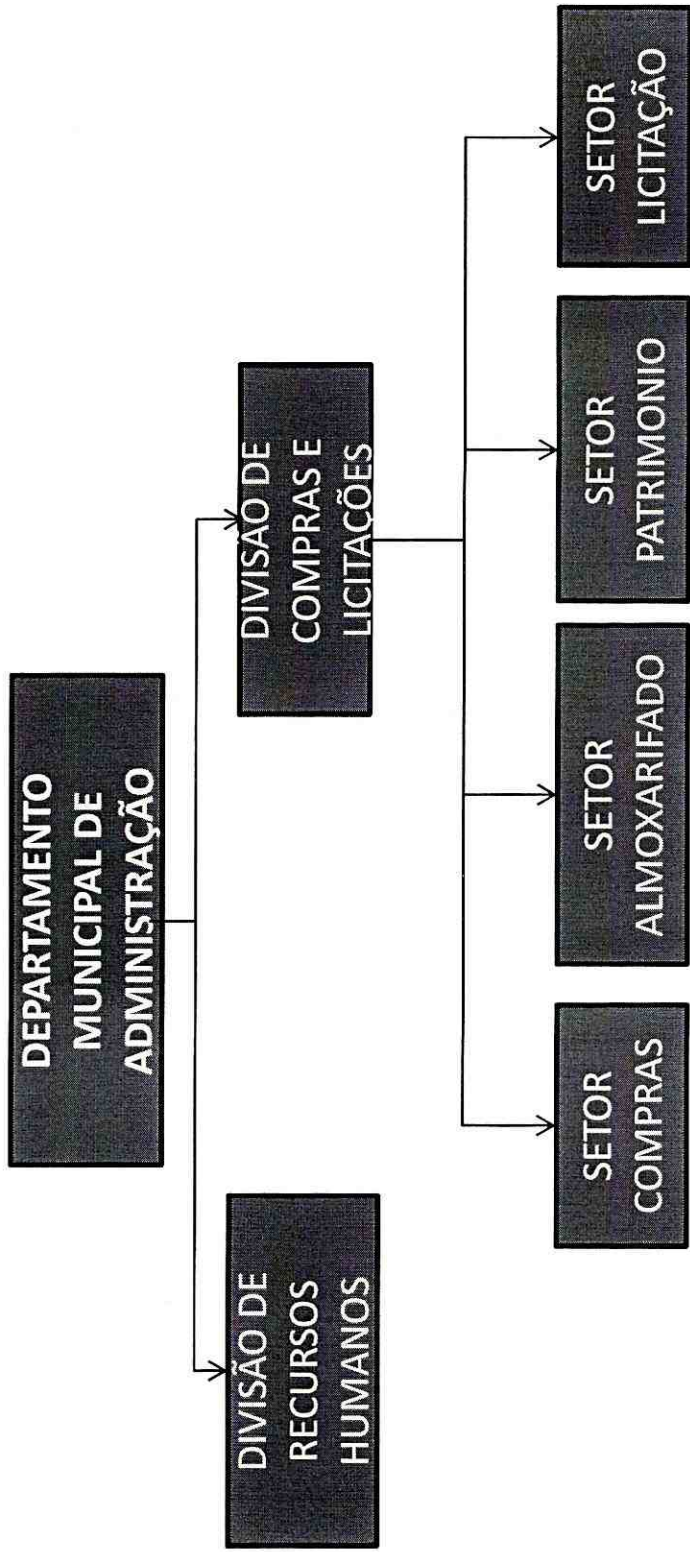 DEPARTAMENTO
MUNICIPAL DE
ADMINISTRAÇÃO
DIVISÃO DE
RECURSOS
HUMANOS
DIVISÃO DE
COMPRAS E
LICITAÇÕES
SETOR
COMPRAS
SETOR
ALMOXARIFADO
SETOR
PATRIMONIO
SETOR
LICITAÇÃO